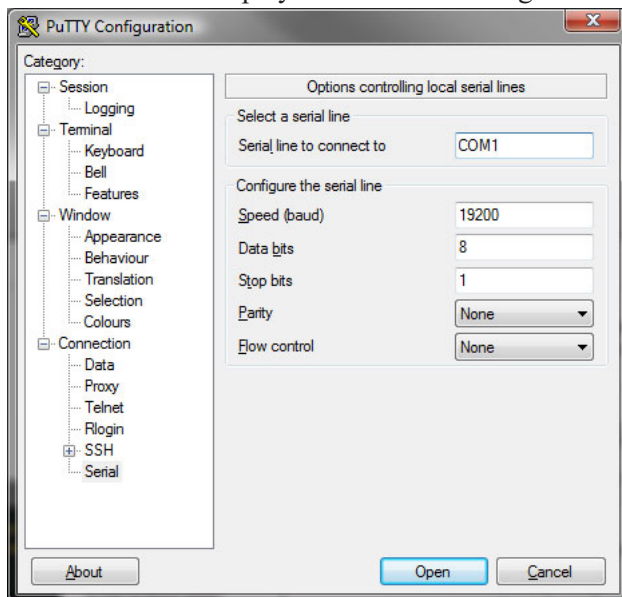 PuTTY Configuration
Category:
Session
Logging
Terminal
Keyboard
Bell
Features
Window
Appearance
Behaviour
Translation
Selection
Colours
Connection
Data
Proxy
Telnet
Rlogin
SSH
Serial
Options controlling local serial lines
Select a serial line
Serial line to connect to COM1
Configure the serial line
Speed (baud) 19200
Data bits 8
Stop bits 1
Parity None
Flow control None
About Open Cancel